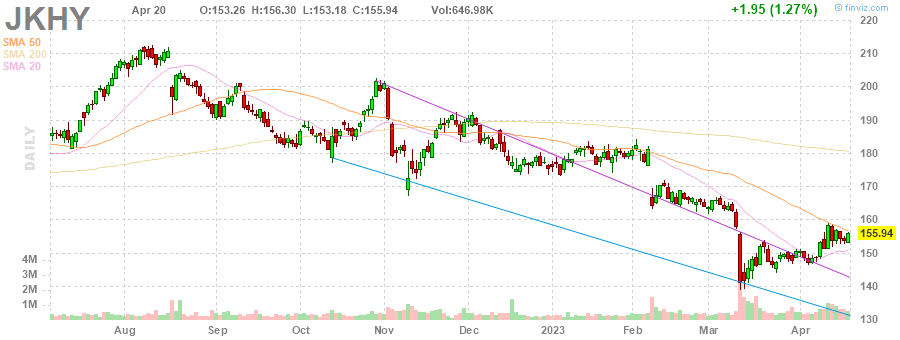 JKHY Apr 20 O:153.26 H:156.30 L:153.18 C:155.94 Vol:646.98K +1.95 (1.27%) © finviz.com
SMA 50
SMA 200
SMA 20
DAILY
220
210
200
190
180
170
160
155.94
150
140
130
4M
3M
2M
1M
Aug Sep Oct Nov Dec 2023 Feb Mar Apr